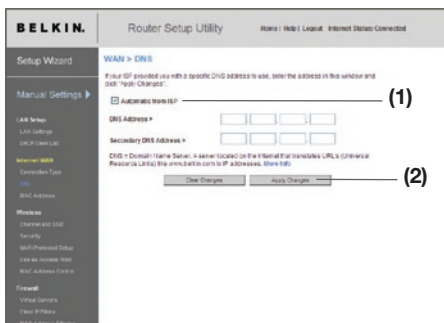 BELKIN. Router Setup Utility Home | Help | Logout Internet Status: Connected
Setup Wizard
Manual Settings
LAN Setup
LAN Settings
DHCP Client List
Internet WAN
Connection Type
DNS
MAC Address
Wireless
Channel and SSID
Security
Wi-Fi Protected Setup
Use as Access Point
MAC Address Control
Firewall
Virtual Servers
Client IP Filters
WAN > DNS
If your ISP provided you with a specific DNS address to use, enter the address in this window and
click "Apply Changes".
Automatic from ISP
(1)
DNS Address >
Secondary DNS Address >
DNS = Domain Name Server. A server located on the Internet that translates URL's (Universal
Resource Links) like www.belkin.com to IP addresses. More Info
Clear Changes Apply Changes
(2)